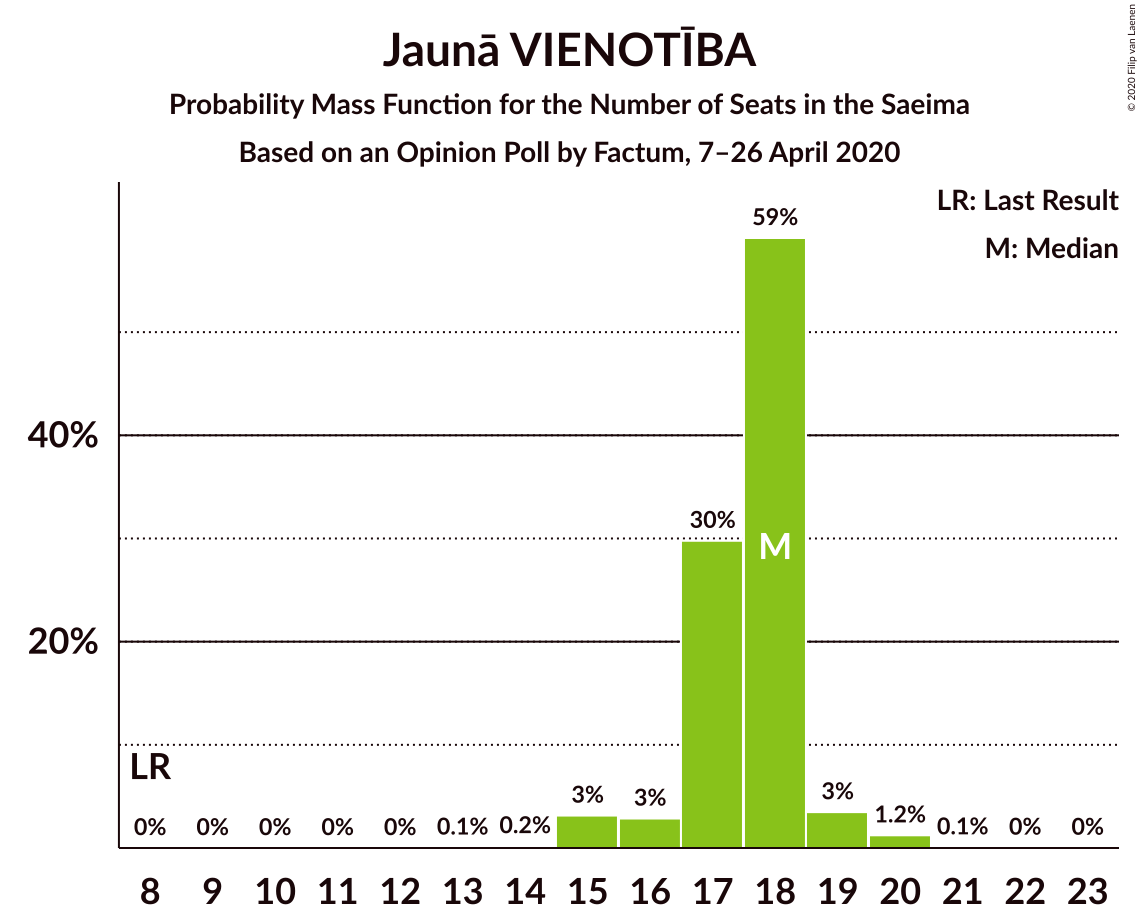 Jaunā VIENOTĪBA
Probability Mass Function for the Number of Seats in the Saeima
Based on an Opinion Poll by Factum, 7–26 April 2020
© 2020 Filip van Laenen
LR: Last Result
M: Median
40%
20%
LR
M
0% 0% 0% 0% 0% 0.1% 0.2% 3% 3% 30% 59% 3% 1.2% 0.1% 0% 0%
8 9 10 11 12 13 14 15 16 17 18 19 20 21 22 23